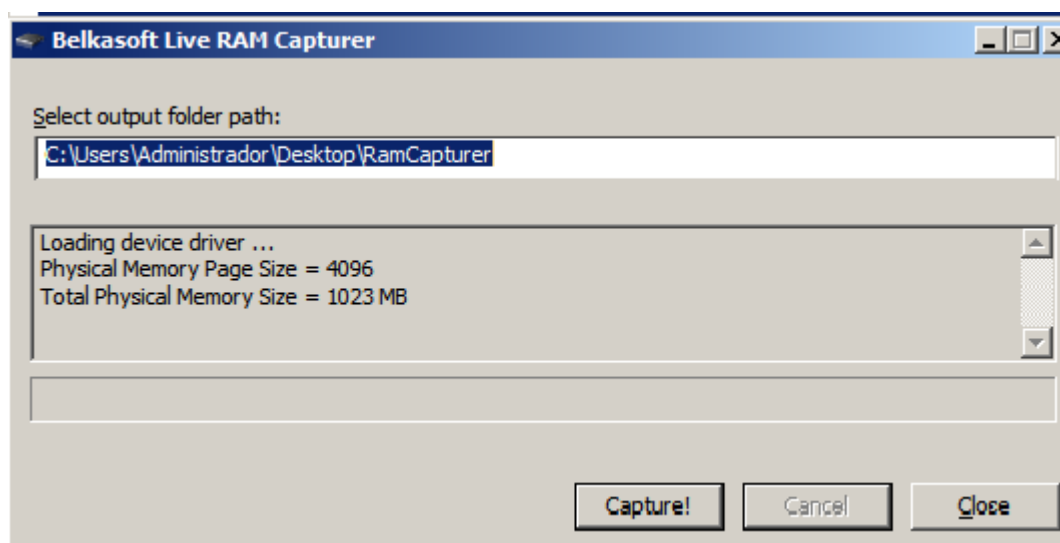 Belkasoft Live RAM Capturer
Select output folder path:
C:\Users\Administrador\Desktop\RamCapturer
Loading device driver ...
Physical Memory Page Size = 4096
Total Physical Memory Size = 1023 MB
Capture! Cancel Close